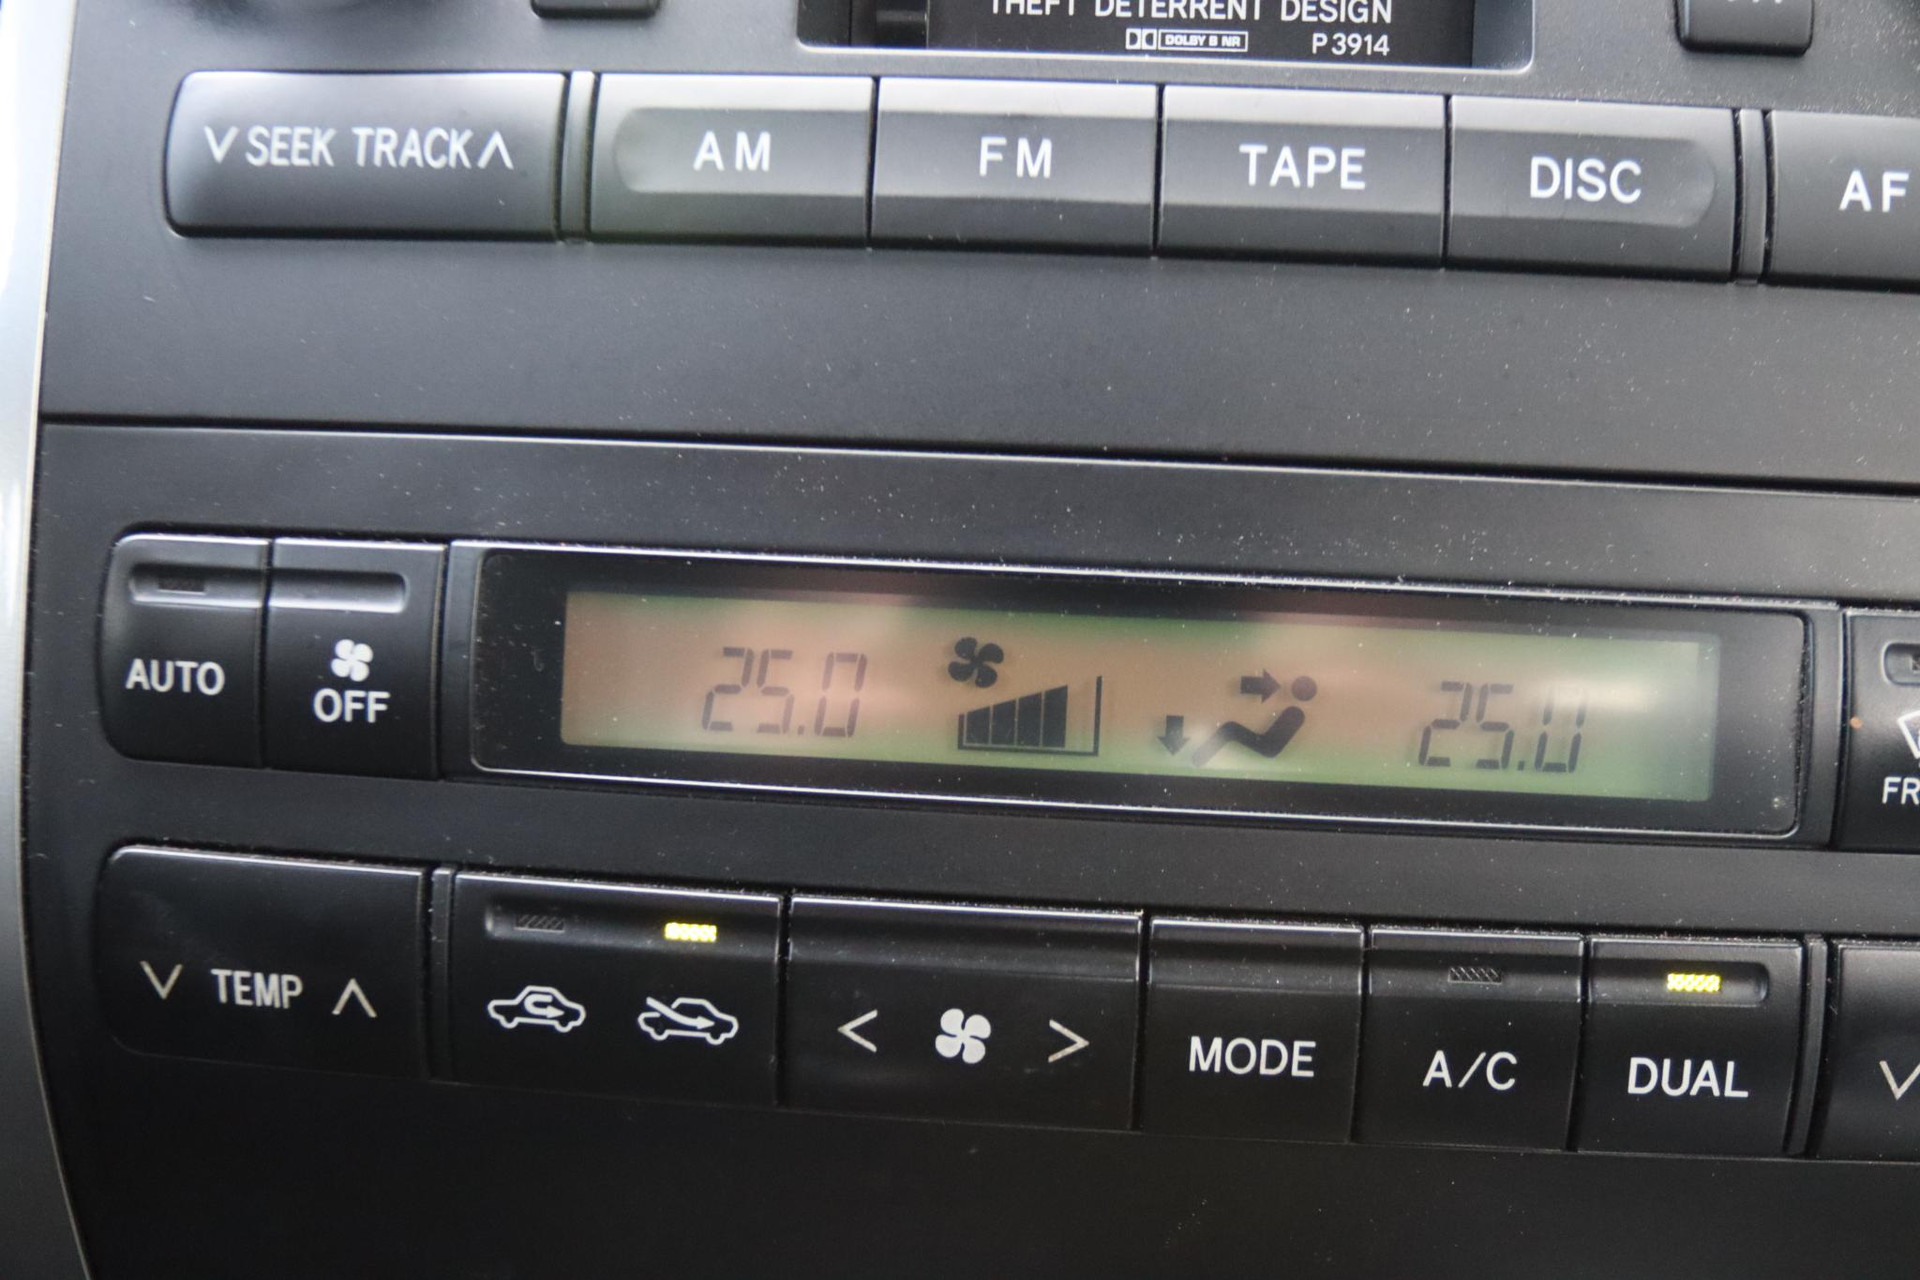 THEFT DETERRENT DESIGN
DOLBY B NR P3914
SEEK TRACK
AM
FM
TAPE
DISC
AF
AUTO
OFF
25.0
25.0
FR
TEMP
MODE
A/C
DUAL